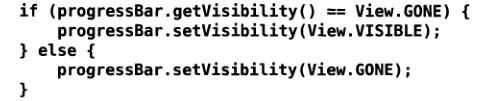 if (progressBar.getVisibility() == View.GONE) {
    progressBar.setVisibility(View.VISIBLE);
} else {
    progressBar.setVisibility(View.GONE);
}